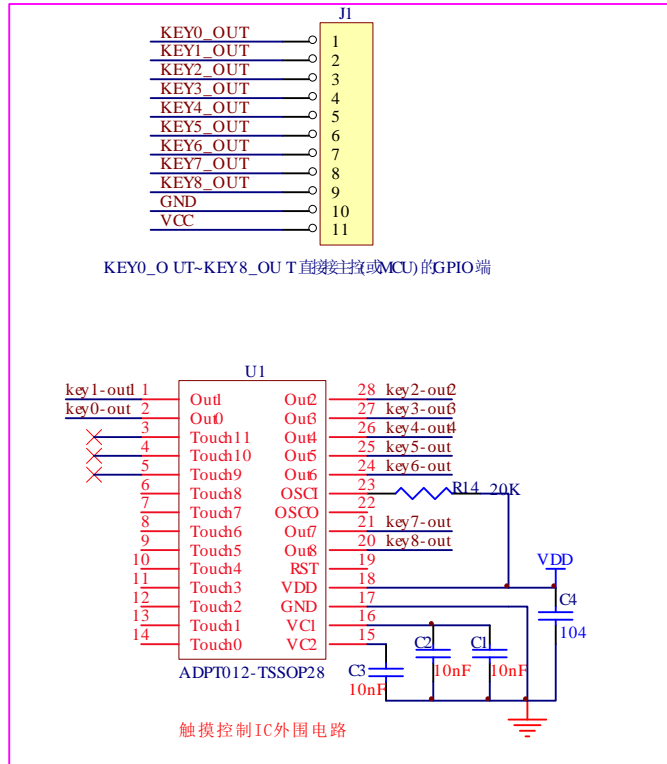 J1
KEY0_OUT 1
KEY1_OUT 2
KEY2_OUT 3
KEY3_OUT 4
KEY4_OUT 5
KEY5_OUT 6
KEY6_OUT 7
KEY7_OUT 8
KEY8_OUT 9
GND 10
VCC 11
KEY0_OUT~KEY8_OUT直接接主控(或MCU)的GPIO端
U1
key1-out1 1 Out1 Out2 28 key2-out2
key0-out 2 Out0 Out3 27 key3-out3
3 Touch11 Out4 26 key4-out4
4 Touch10 Out5 25 key5-out
5 Touch9 Out6 24 key6-out
6 Touch8 OSCI 23 R14 20K
7 Touch7 OSCO 22
8 Touch6 Out7 21 key7-out
9 Touch5 Out8 20 key8-out
10 Touch4 RST 19
11 Touch3 VDD 18 VDD
12 Touch2 GND 17 C4
13 Touch1 VC1 16 104
14 Touch0 VC2 15 C2 C1
10nF 10nF
C3
10nF
ADPT012-TSSOP28
触摸控制IC外围电路